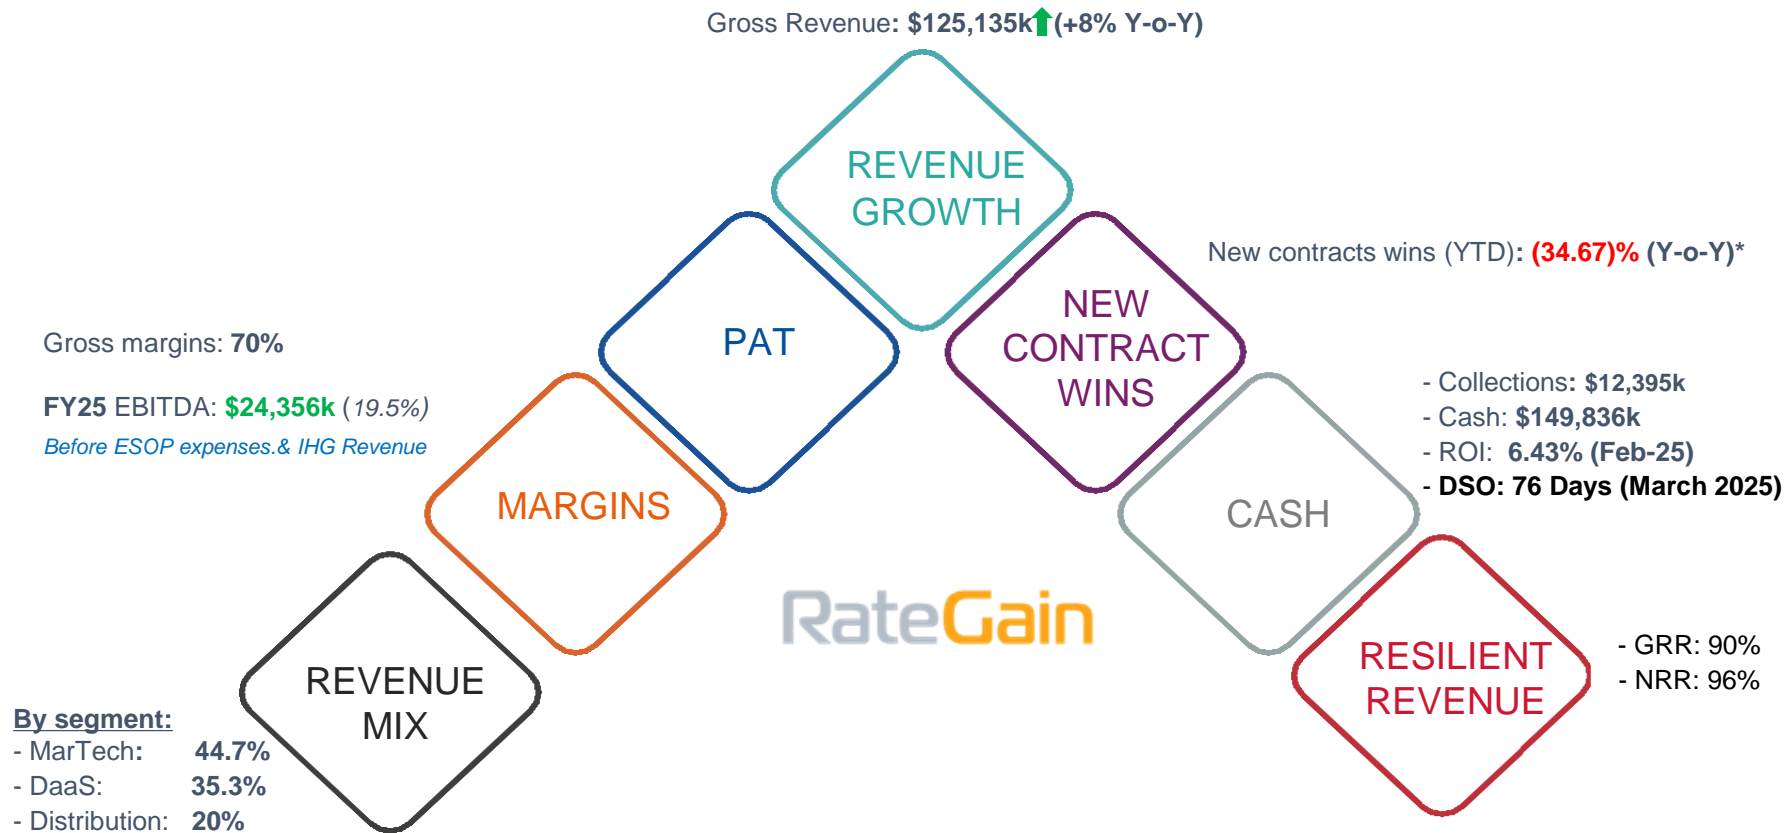 Gross Revenue: $125,135k (+8% Y-o-Y)
REVENUE
GROWTH
New contracts wins (YTD): (34.67)% (Y-o-Y)*
NEW
CONTRACT
WINS
PAT
Gross margins: 70%
FY25 EBITDA: $24,356k (19.5%)
Before ESOP expenses.& IHG Revenue
MARGINS
- Collections: $12,395k
- Cash: $149,836k
- ROI: 6.43% (Feb-25)
- DSO: 76 Days (March 2025)
CASH
RateGain
RESILIENT
REVENUE
- GRR: 90%
- NRR: 96%
REVENUE
MIX
By segment:
- MarTech: 44.7%
- DaaS: 35.3%
- Distribution: 20%